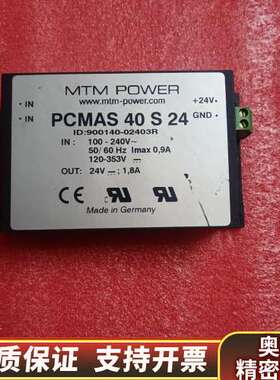 MTM POWER
www.mtm-power.com
IN
IN
+24V
GND
PCMAS 40 S 24
ID:900140-02403R
IN : 100 - 240V~
50/ 60 Hz Imax 0,9A
120-353V
OUT: 24V ; 1,8A
CE
Made in Germany
质保证 支持开票
奥
精密